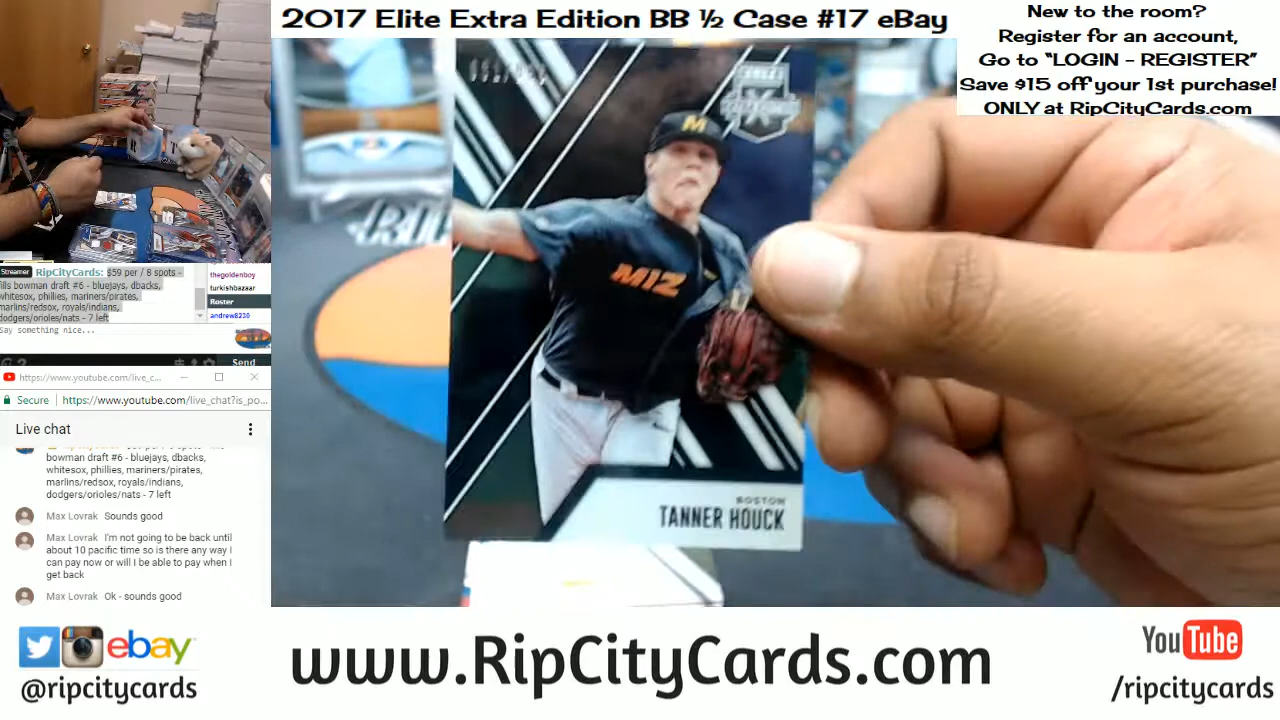 2017 Elite Extra Edition BB ½ Case #17 eBay
New to the room?
Register for an account,
Go to “LOGIN - REGISTER”
Save $15 off your 1st purchase!
ONLY at RipCityCards.com
M
MIZ
BOSTON
TANNER HOUCK
Streamer RipCityCards: $59 per / 8 spots -
fills bowman draft #6 - bluejays, dbacks,
whitesox, phillies, mariners/pirates,
marlins/redsox, royals/indians,
dodgers/orioles/nats - 7 left
thegoldenboy
turkishbazaar
Roster
andrew8230
Say something nice...
Send
https://www.youtube.com/live_c...
Secure https://www.youtube.com/live_chat?is_po...
Live chat
bowman draft #6 - bluejays, dbacks,
whitesox, phillies, mariners/pirates,
marlins/redsox, royals/indians,
dodgers/orioles/nats - 7 left
Max Lovrak Sounds good
Max Lovrak I'm not going to be back until
about 10 pacific time so is there any way I
can pay now or will I be able to pay when I
get back
Max Lovrak Ok - sounds good
ebay
@ripcitycards
www.RipCityCards.com
YouTube
/ripcitycards